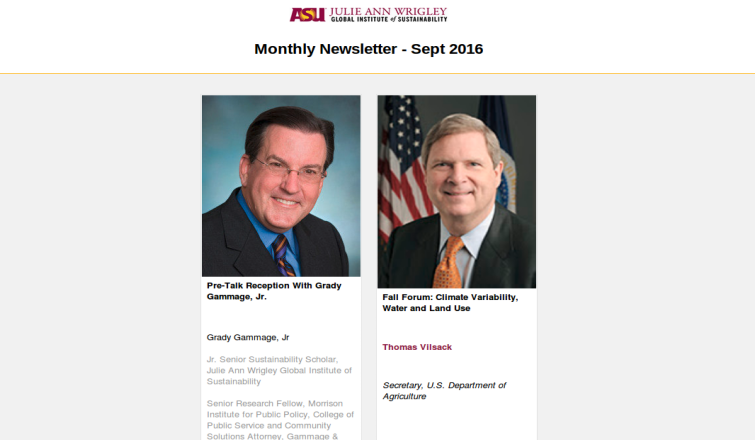 ASU JULIE ANN WRIGLEY
GLOBAL INSTITUTE of SUSTAINABILITY
Monthly Newsletter - Sept 2016
Pre-Talk Reception With Grady
Gammage, Jr.
Grady Gammage, Jr
Jr. Senior Sustainability Scholar,
Julie Ann Wrigley Global Institute of
Sustainability
Senior Research Fellow, Morrison
Institute for Public Policy, College of
Public Service and Community
Solutions Attorney, Gammage &
Fall Forum: Climate Variability,
Water and Land Use
Thomas Vilsack
Secretary, U.S. Department of
Agriculture